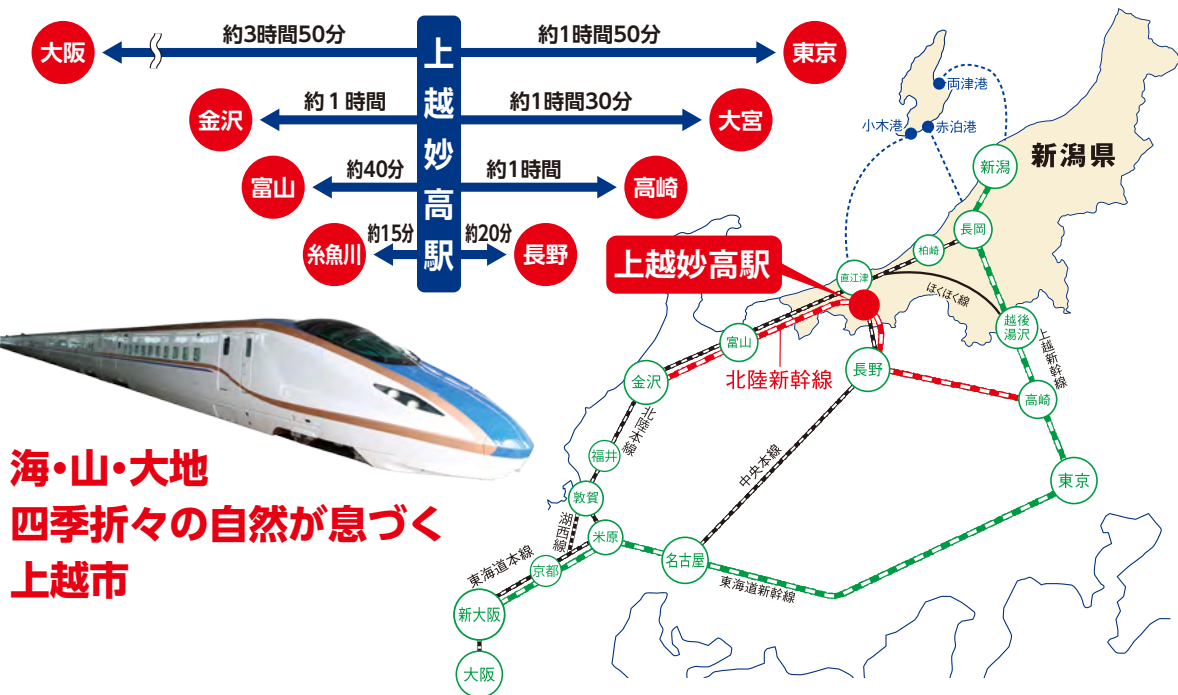 大阪
約3時間50分
上越妙高駅
約1時間50分
東京
金沢
約1時間
約1時間30分
大宮
富山
約40分
約1時間
高崎
糸魚川
約15分
約20分
長野
海・山・大地
四季折々の自然が息づく
上越市
両津港
小木港
赤泊港
新潟県
新潟
長岡
柏崎
直江津
上越妙高駅
ほくほく線
越後
湯沢
上越新幹線
富山
北陸新幹線
長野
高崎
金沢
北陸本線
福井
中央本線
東京
敦賀
湖西線
米原
名古屋
東海道本線
京都
東海道新幹線
新大阪
大阪